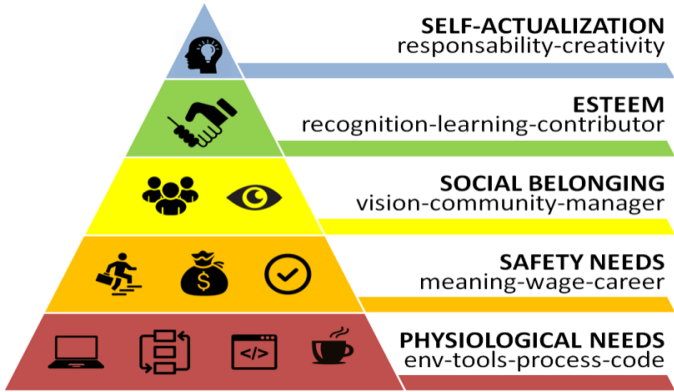 SELF-ACTUALIZATION
responsability-creativity
ESTEEM
recognition-learning-contributor
SOCIAL BELONGING
vision-community-manager
$
SAFETY NEEDS
meaning-wage-career
</>
PHYSIOLOGICAL NEEDS
env-tools-process-code